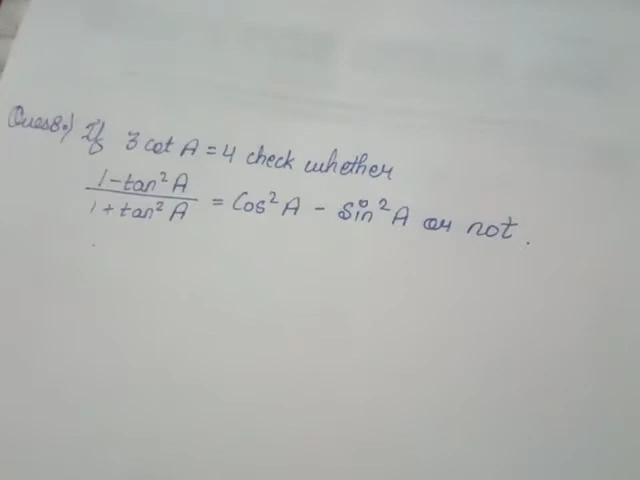 Ques8.) If 3 cot A = 4 check whether
1 - tan² A / 1 + tan² A = Cos² A - Sin² A or not.